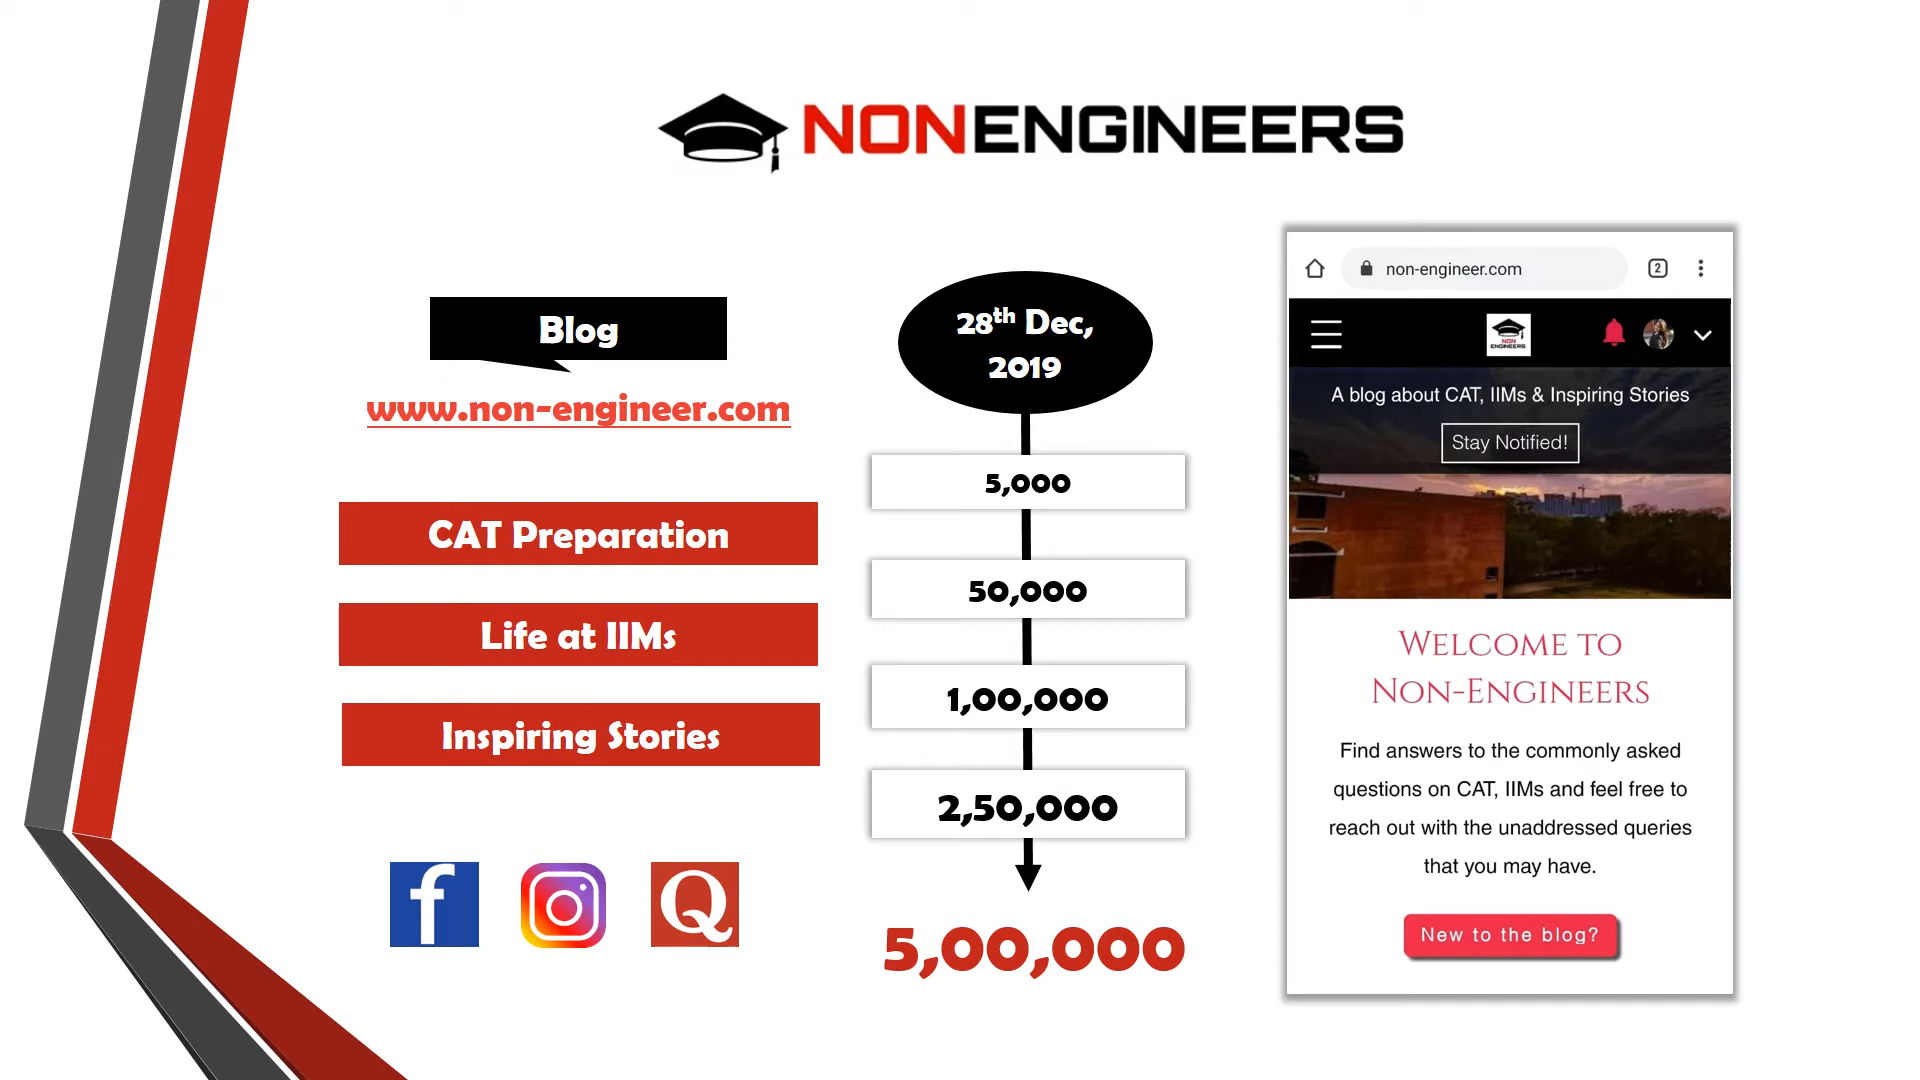 NONENGINEERS
Blog
www.non-engineer.com
CAT Preparation
Life at IIMs
Inspiring Stories
28th Dec,
2019
5,000
50,000
1,00,000
2,50,000
5,00,000
non-engineer.com
2
NON
ENGINEERS
A blog about CAT, IIMs & Inspiring Stories
Stay Notified!
WELCOME TO
NON-ENGINEERS
Find answers to the commonly asked
questions on CAT, IIMs and feel free to
reach out with the unaddressed queries
that you may have.
New to the blog?